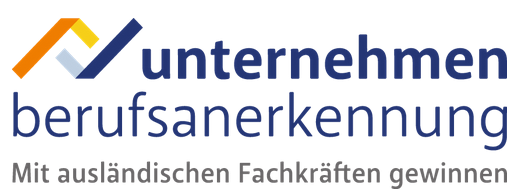 unternehmen
berufsanerkennung
Mit ausländischen Fachkräften gewinnen